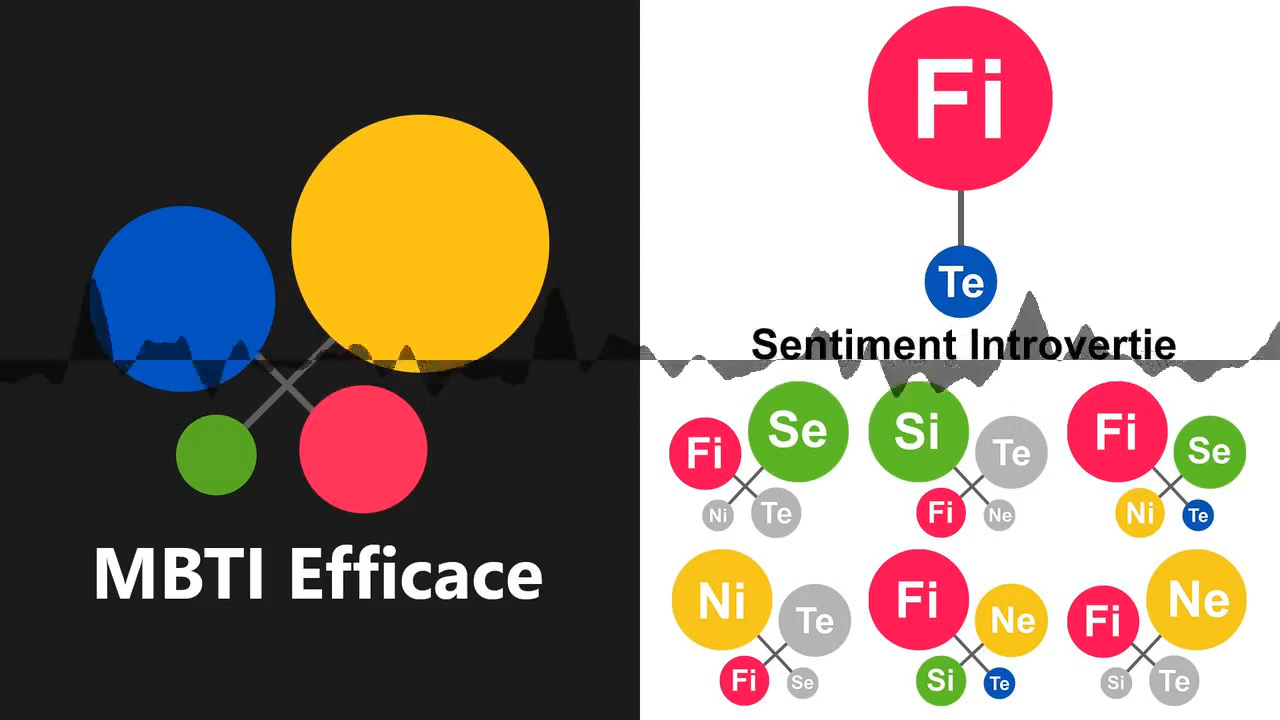 MBTI Efficace
Fi
Te
Sentiment Introvertie
Fi Se
Ni Te
Si Te
Fi Ne
Fi Se
Ni Te
Ni Te
Fi Se
Fi Ne
Si Te
Fi Ne
Si Te